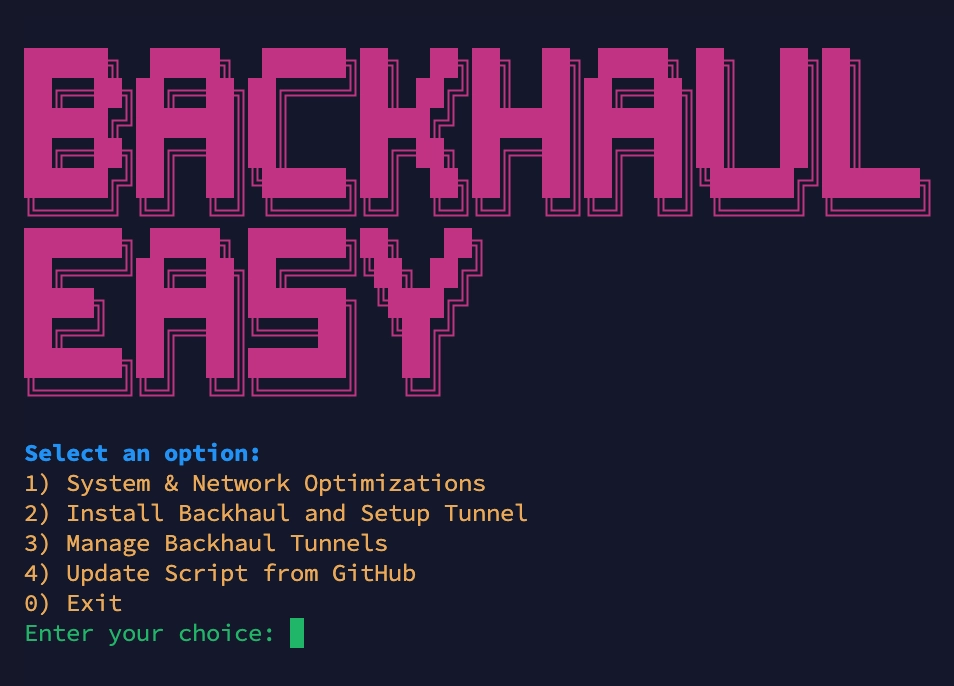 BACKHAUL
EASY
Select an option:
1) System & Network Optimizations
2) Install Backhaul and Setup Tunnel
3) Manage Backhaul Tunnels
4) Update Script from GitHub
0) Exit
Enter your choice: